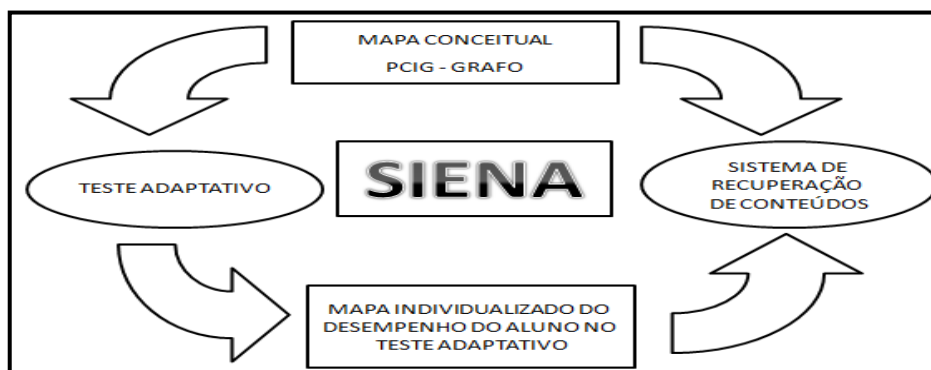 MAPA CONCEITUAL
PCIG - GRAFO
TESTE ADAPTATIVO
SIENA
SISTEMA DE
RECUPERAÇÃO
DE CONTEÚDOS
MAPA INDIVIDUALIZADO DO
DESEMPENHO DO ALUNO NO
TESTE ADAPTATIVO